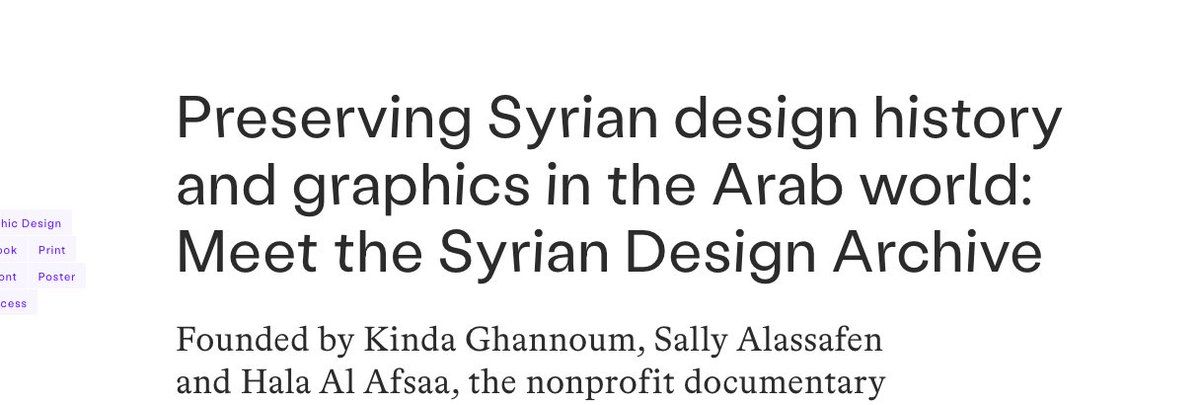 Preserving Syrian design history
and graphics in the Arab world:
Meet the Syrian Design Archive
Founded by Kinda Ghannoum, Sally Alassafen
and Hala Al Afsaa, the nonprofit documentary
hic Design
ook Print
ont Poster
cess